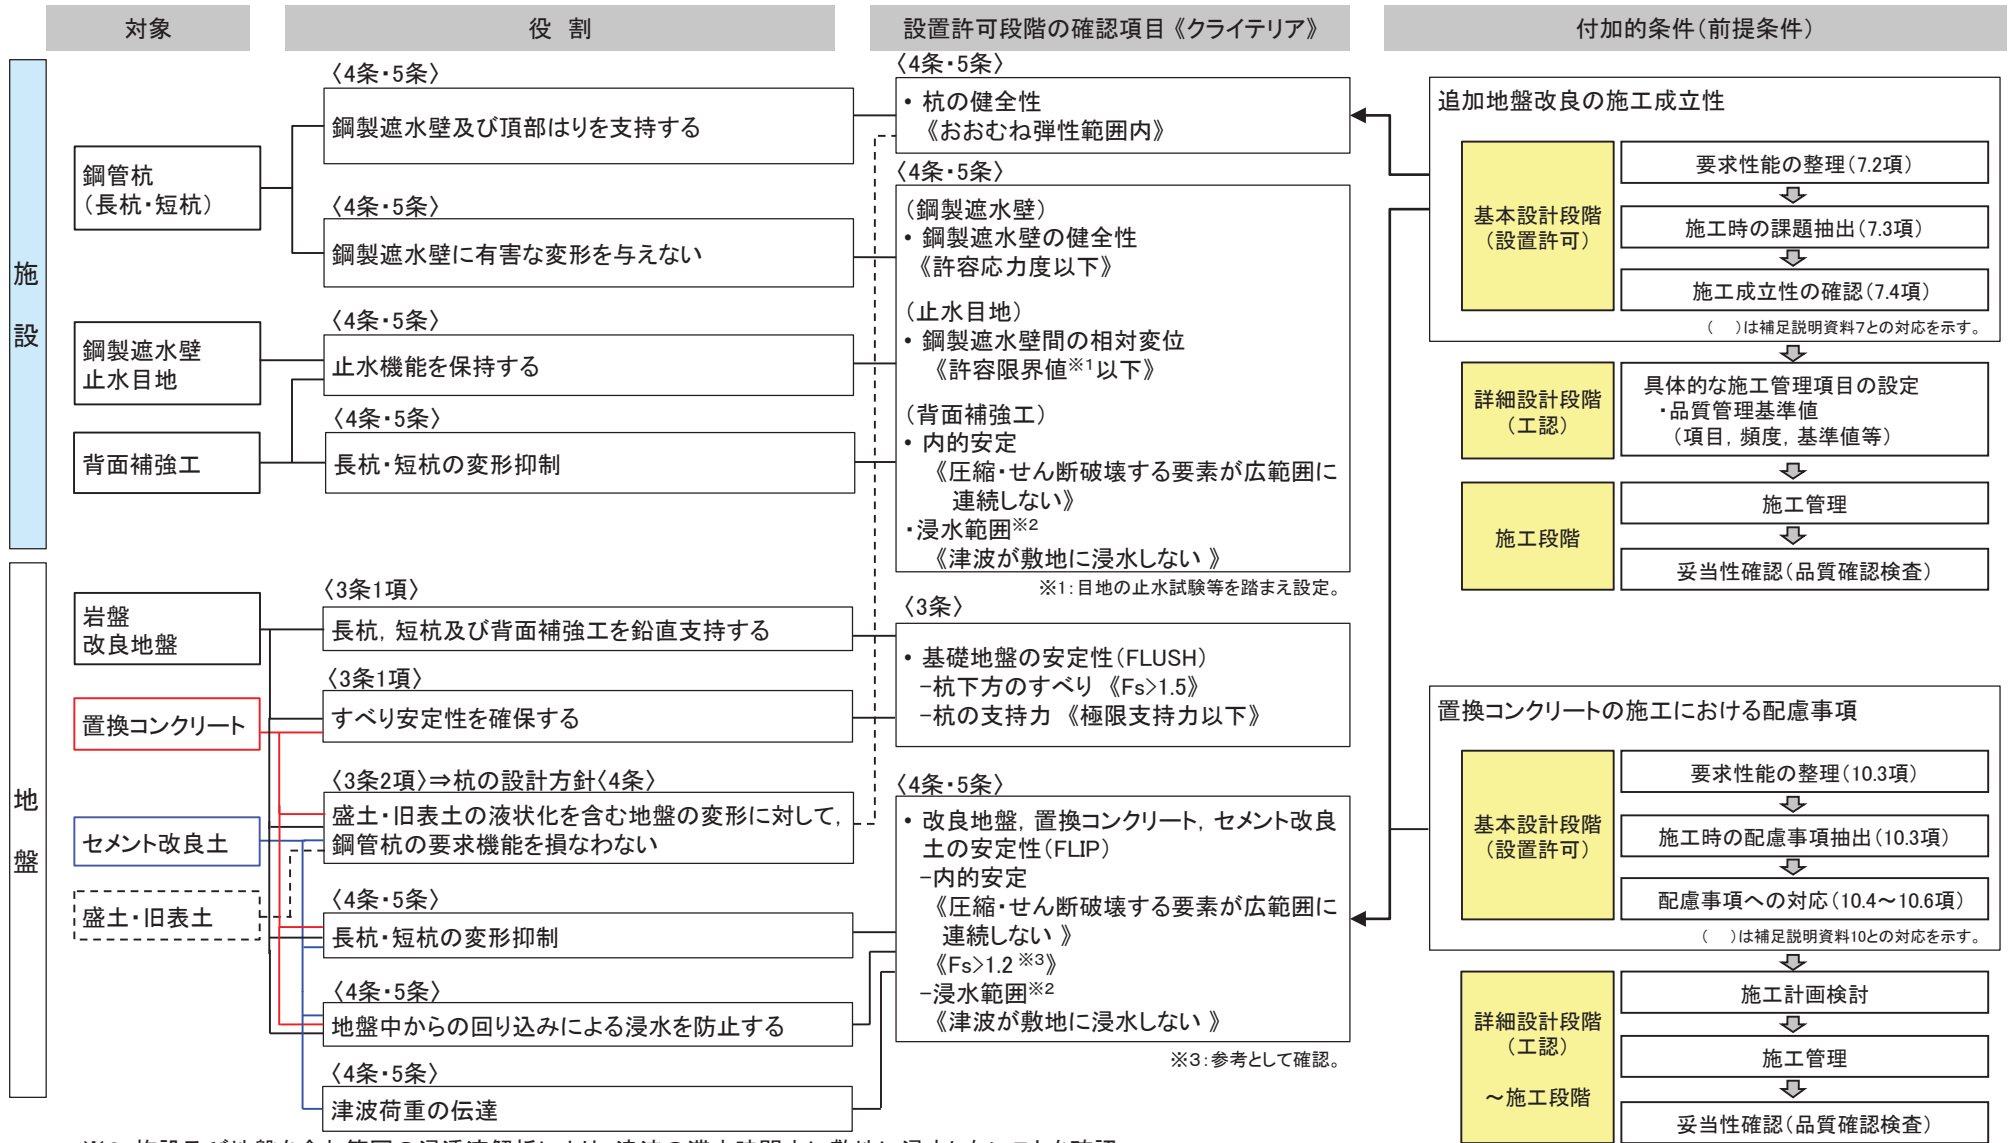 対象
役 割
設置許可段階の確認項目《クライテリア》
付加的条件(前提条件)
施
設
鋼管杭
(長杭・短杭)
鋼製遮水壁
止水目地
背面補強工
〈4条・5条〉
鋼製遮水壁及び頂部はりを支持する
〈4条・5条〉
鋼製遮水壁に有害な変形を与えない
〈4条・5条〉
止水機能を保持する
〈4条・5条〉
長杭・短杭の変形抑制
〈4条・5条〉
• 杭の健全性
《おおむね弾性範囲内》
〈4条・5条〉
(鋼製遮水壁)
• 鋼製遮水壁の健全性
《許容応力度以下》
(止水目地)
• 鋼製遮水壁間の相対変位
《許容限界値※1以下》
(背面補強工)
• 内的安定
《圧縮・せん断破壊する要素が広範囲に
連続しない》
・浸水範囲※2
《津波が敷地に浸水しない 》
※1：目地の止水試験等を踏まえ設定。
地
盤
岩盤
改良地盤
置換コンクリート
セメント改良土
盛土・旧表土
〈3条1項〉
長杭，短杭及び背面補強工を鉛直支持する
〈3条1項〉
すべり安定性を確保する
〈3条2項〉⇒杭の設計方針〈4条〉
盛土・旧表土の液状化を含む地盤の変形に対して，
鋼管杭の要求機能を損なわない
〈4条・5条〉
長杭・短杭の変形抑制
〈4条・5条〉
地盤中からの回り込みによる浸水を防止する
〈4条・5条〉
津波荷重の伝達
〈3条〉
• 基礎地盤の安定性(FLUSH)
－杭下方のすべり 《Fs>1.5》
－杭の支持力 《極限支持力以下》
〈4条・5条〉
• 改良地盤，置換コンクリート，セメント改良
土の安定性(FLIP)
－内的安定
《圧縮・せん断破壊する要素が広範囲に
連続しない 》
《Fs>1.2 ※3》
－浸水範囲※2
《津波が敷地に浸水しない 》
※3：参考として確認。
追加地盤改良の施工成立性
基本設計段階
(設置許可)
要求性能の整理(7.2項)
施工時の課題抽出(7.3項)
施工成立性の確認(7.4項)
(　)は補足説明資料7との対応を示す。
詳細設計段階
(工認)
具体的な施工管理項目の設定
・品質管理基準値
(項目，頻度，基準値等)
施工段階
施工管理
妥当性確認(品質確認検査)
置換コンクリートの施工における配慮事項
基本設計段階
(設置許可)
要求性能の整理(10.3項)
施工時の配慮事項抽出(10.3項)
配慮事項への対応(10.4～10.6項)
(　)は補足説明資料10との対応を示す。
詳細設計段階
(工認)
～施工段階
施工計画検討
施工管理
妥当性確認(品質確認検査)